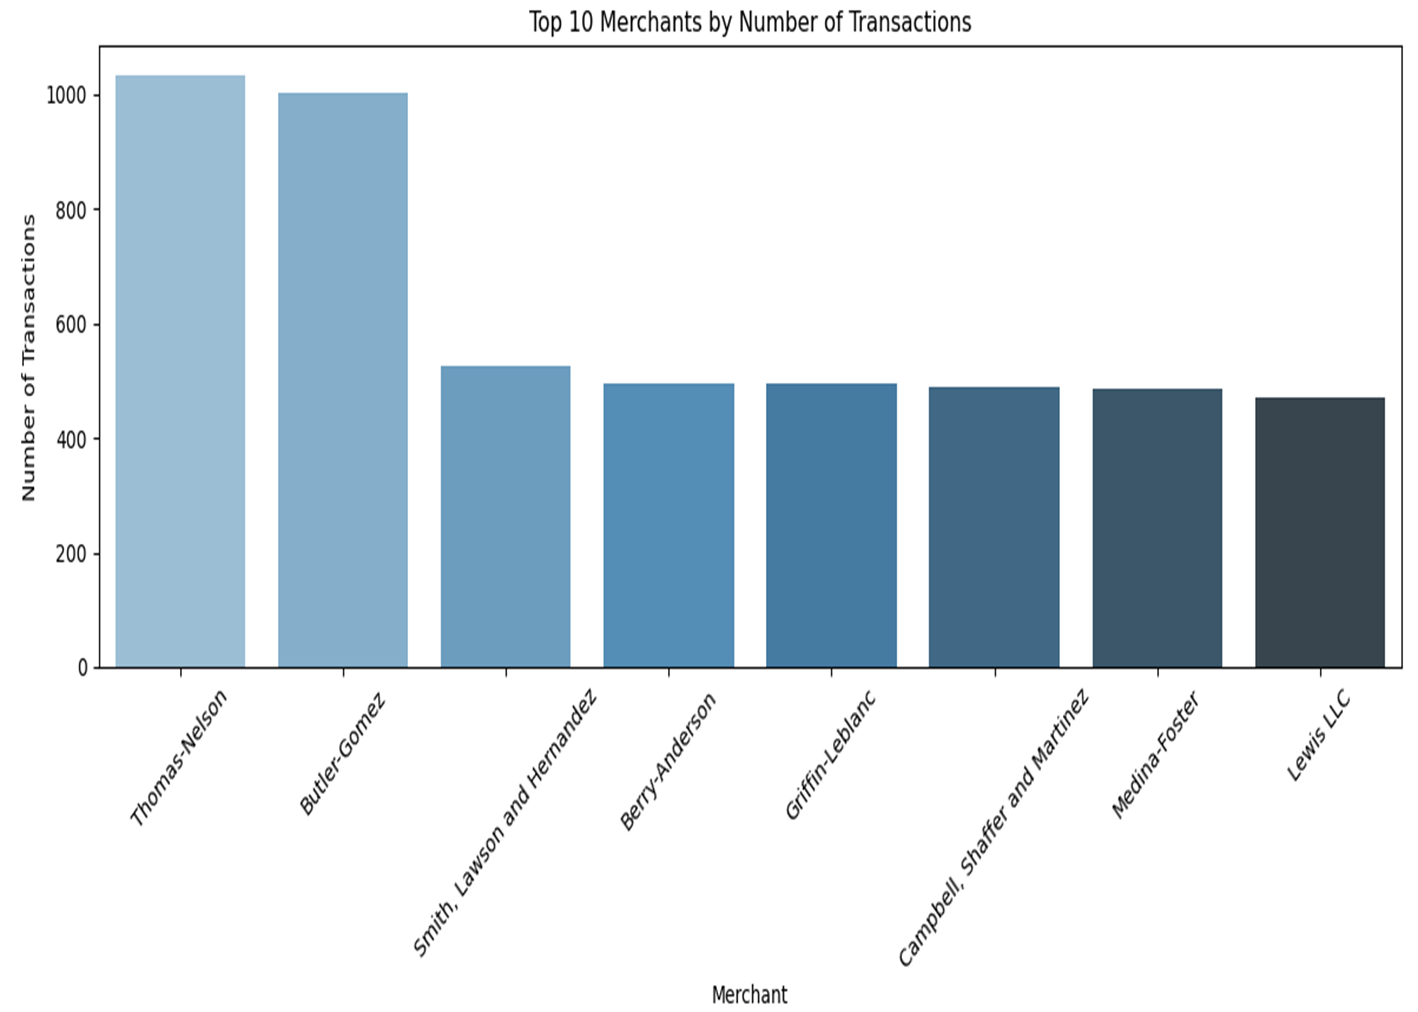 Top 10 Merchants by Number of Transactions
Number of Transactions
1000
800
600
400
200
0
Thomas-Nelson
Butler-Gomez
Smith, Lawson and Hernandez
Berry-Anderson
Griffin-Leblanc
Campbell, Shaffer and Martinez
Medina-Foster
Lewis LLC
Merchant